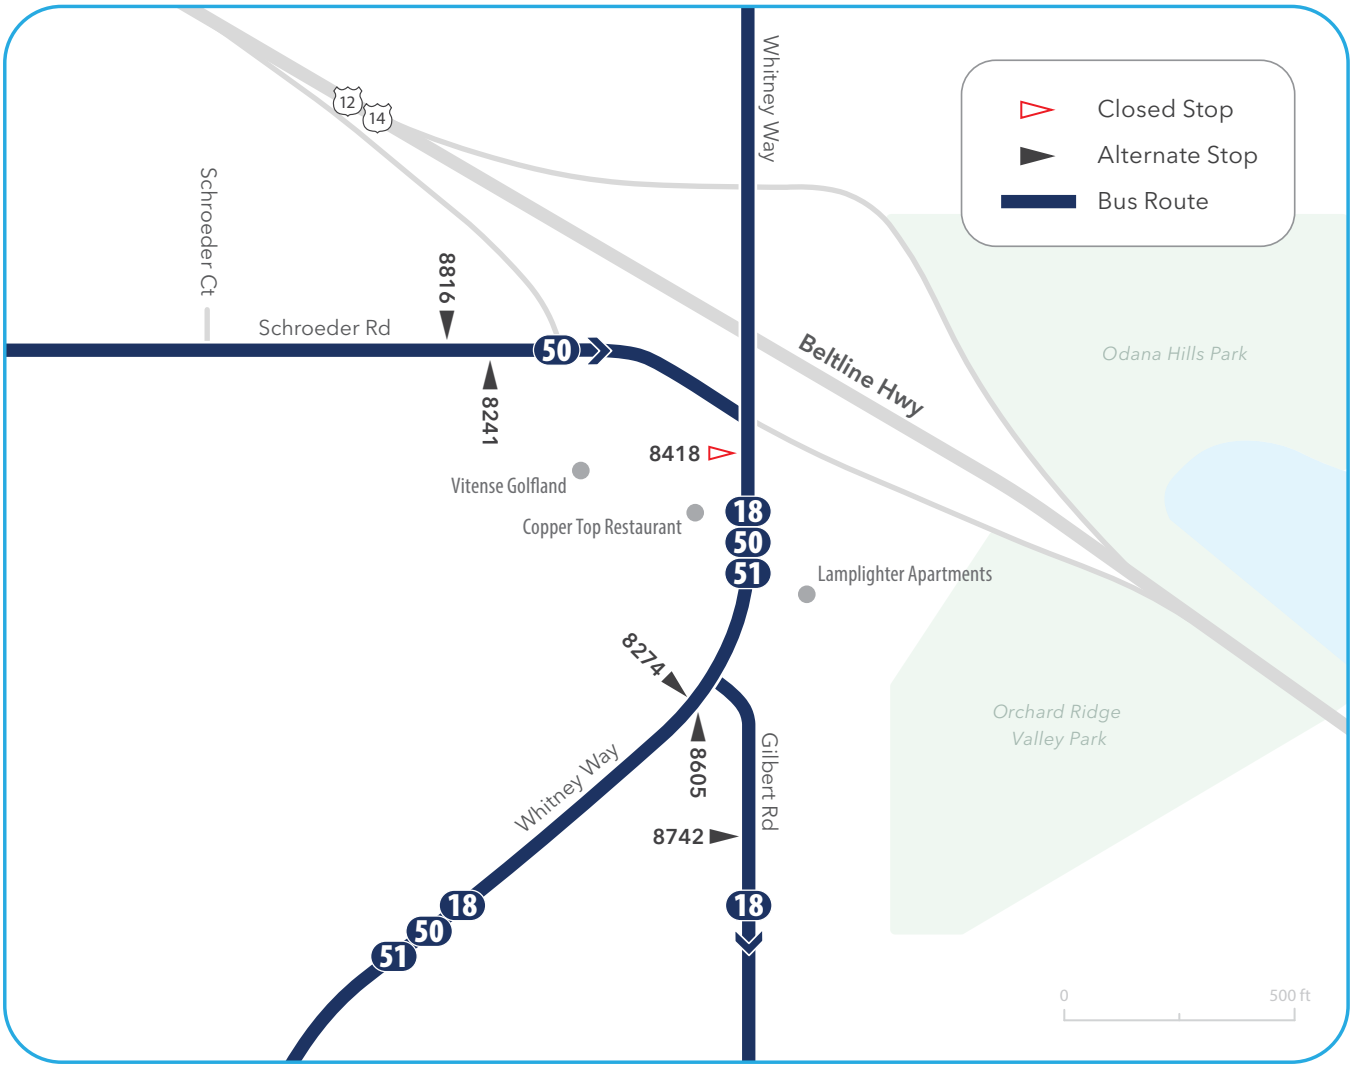 Whitney Way
12
14
Closed Stop
Alternate Stop
Bus Route
Schroeder Ct
8816
Schroeder Rd
50
Beltline Hwy
Odana Hills Park
8241
8418
Vitense Golfland
Copper Top Restaurant
18
50
51
Lamplighter Apartments
8274
Orchard Ridge
Valley Park
Whitney Way
8605
Gilbert Rd
8742
18
50
51
18
0
500 ft